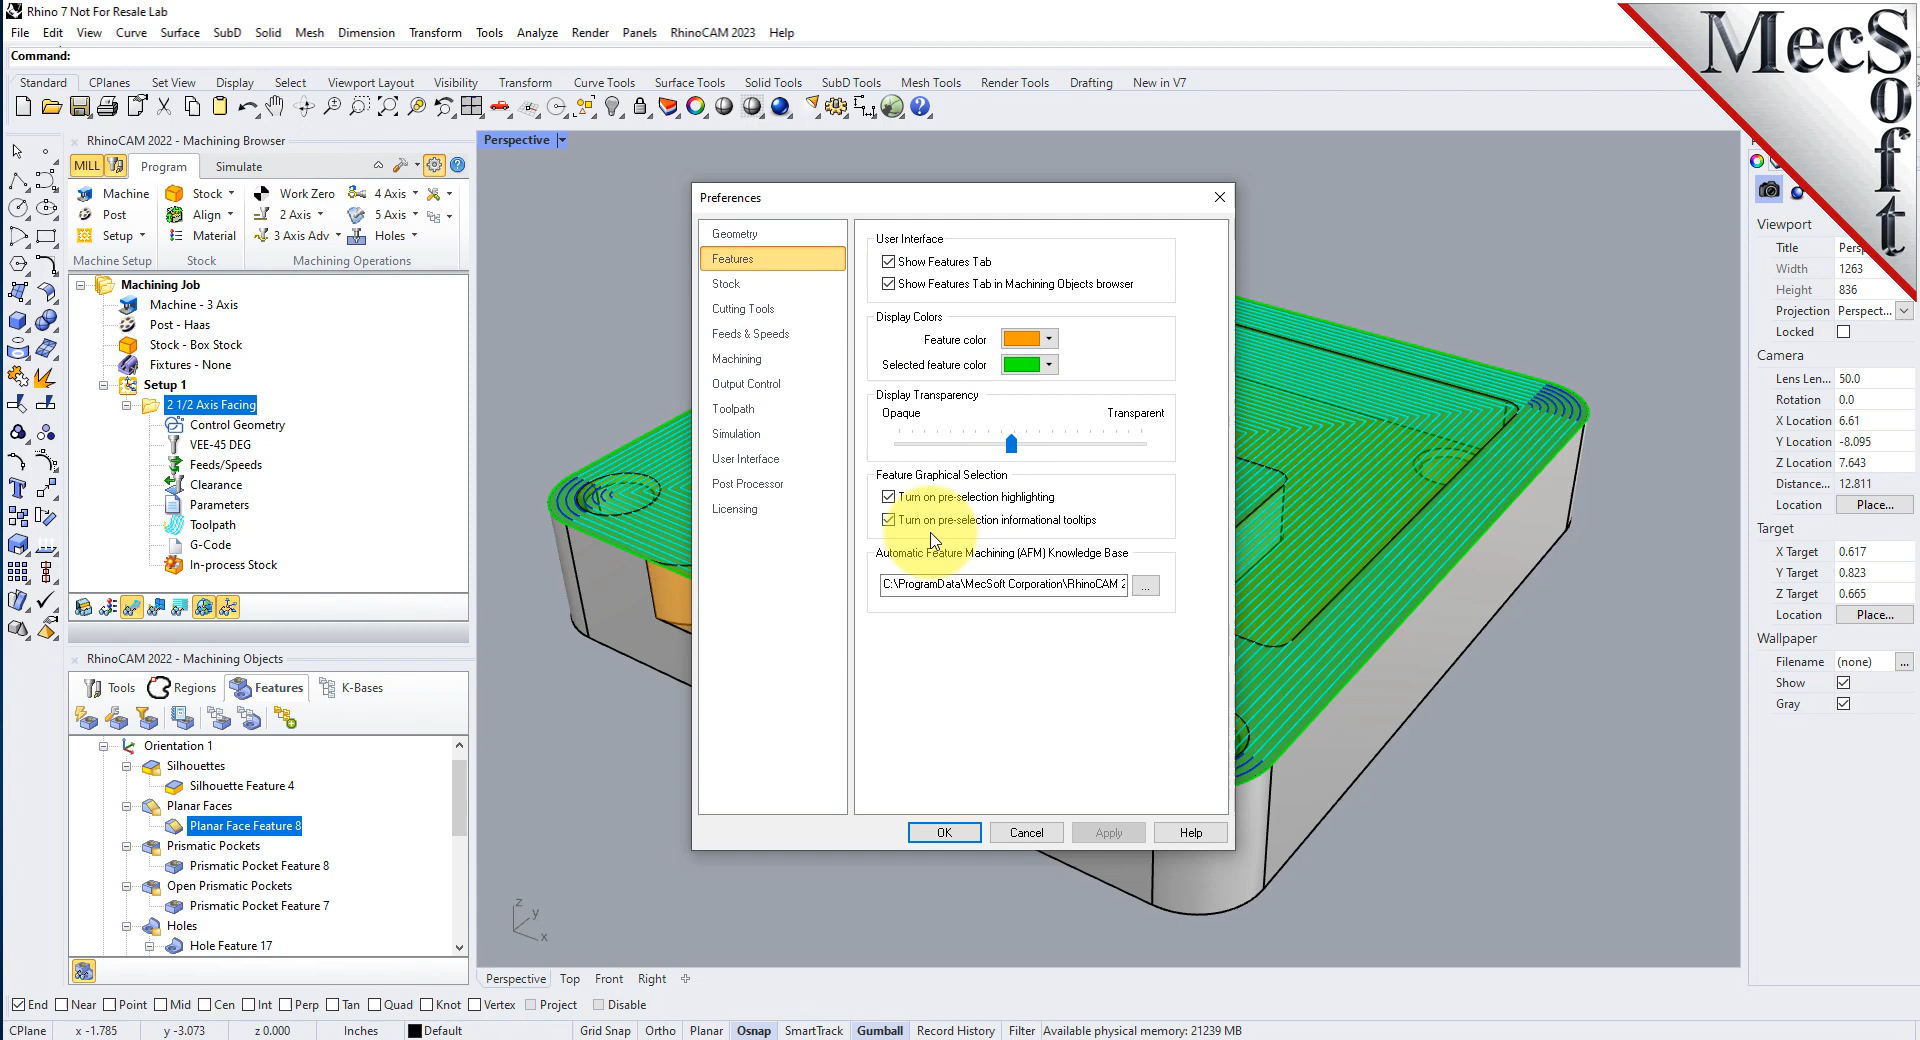 Rhino 7 Not For Resale Lab
File Edit View Curve Surface SubD Solid Mesh Dimension Transform Tools Analyze Render Panels RhinoCAM 2023 Help
Command:
Standard CPlanes Set View Display Select Viewport Layout Visibility Transform Curve Tools Surface Tools Solid Tools SubD Tools Mesh Tools Render Tools Drafting New in V7
MecSoft
RhinoCAM 2022 - Machining Browser
MILL Program Simulate
Machine Stock Work Zero 4 Axis
Post Align 2 Axis 5 Axis
Setup Material 3 Axis Adv Holes
Machine Setup Stock Machining Operations
Machining Job
Machine - 3 Axis
Post - Haas
Stock - Box Stock
Fixtures - None
Setup 1
2 1/2 Axis Facing
Control Geometry
VEE-45 DEG
Feeds/Speeds
Clearance
Parameters
Toolpath
G-Code
In-process Stock
RhinoCAM 2022 - Machining Objects
Tools Regions Features K-Bases
Orientation 1
Silhouettes
Silhouette Feature 4
Planar Faces
Planar Face Feature 8
Prismatic Pockets
Prismatic Pocket Feature 8
Open Prismatic Pockets
Prismatic Pocket Feature 7
Holes
Hole Feature 17
Perspective
Preferences
Geometry
Features
Stock
Cutting Tools
Feeds & Speeds
Machining
Output Control
Toolpath
Simulation
User Interface
Post Processor
Licensing
User Interface
Show Features Tab
Show Features Tab in Machining Objects browser
Display Colors
Feature color
Selected feature color
Display Transparency
Opaque Transparent
Feature Graphical Selection
Turn on pre-selection highlighting
Turn on pre-selection informational tooltips
Automatic Feature Machining (AFM) Knowledge Base
C:\ProgramData\MecSoft Corporation\RhinoCAM 2
...
OK Cancel Apply Help
z
y
x
Viewport
Title Persp
Width 1263
Height 836
Projection Perspect...
Locked
Camera
Lens Len... 50.0
Rotation 0.0
X Location 6.61
Y Location -8.095
Z Location 7.643
Distance... 12.811
Location Place...
Target
X Target 0.617
Y Target 0.823
Z Target 0.665
Location Place...
Wallpaper
Filename (none) ...
Show
Gray
Perspective Top Front Right
End Near Point Mid Cen Int Perp Tan Quad Knot Vertex Project Disable
CPlane x -1.785 y -3.073 z 0.000 Inches Default Grid Snap Ortho Planar Osnap SmartTrack Gumball Record History Filter Available physical memory: 21239 MB